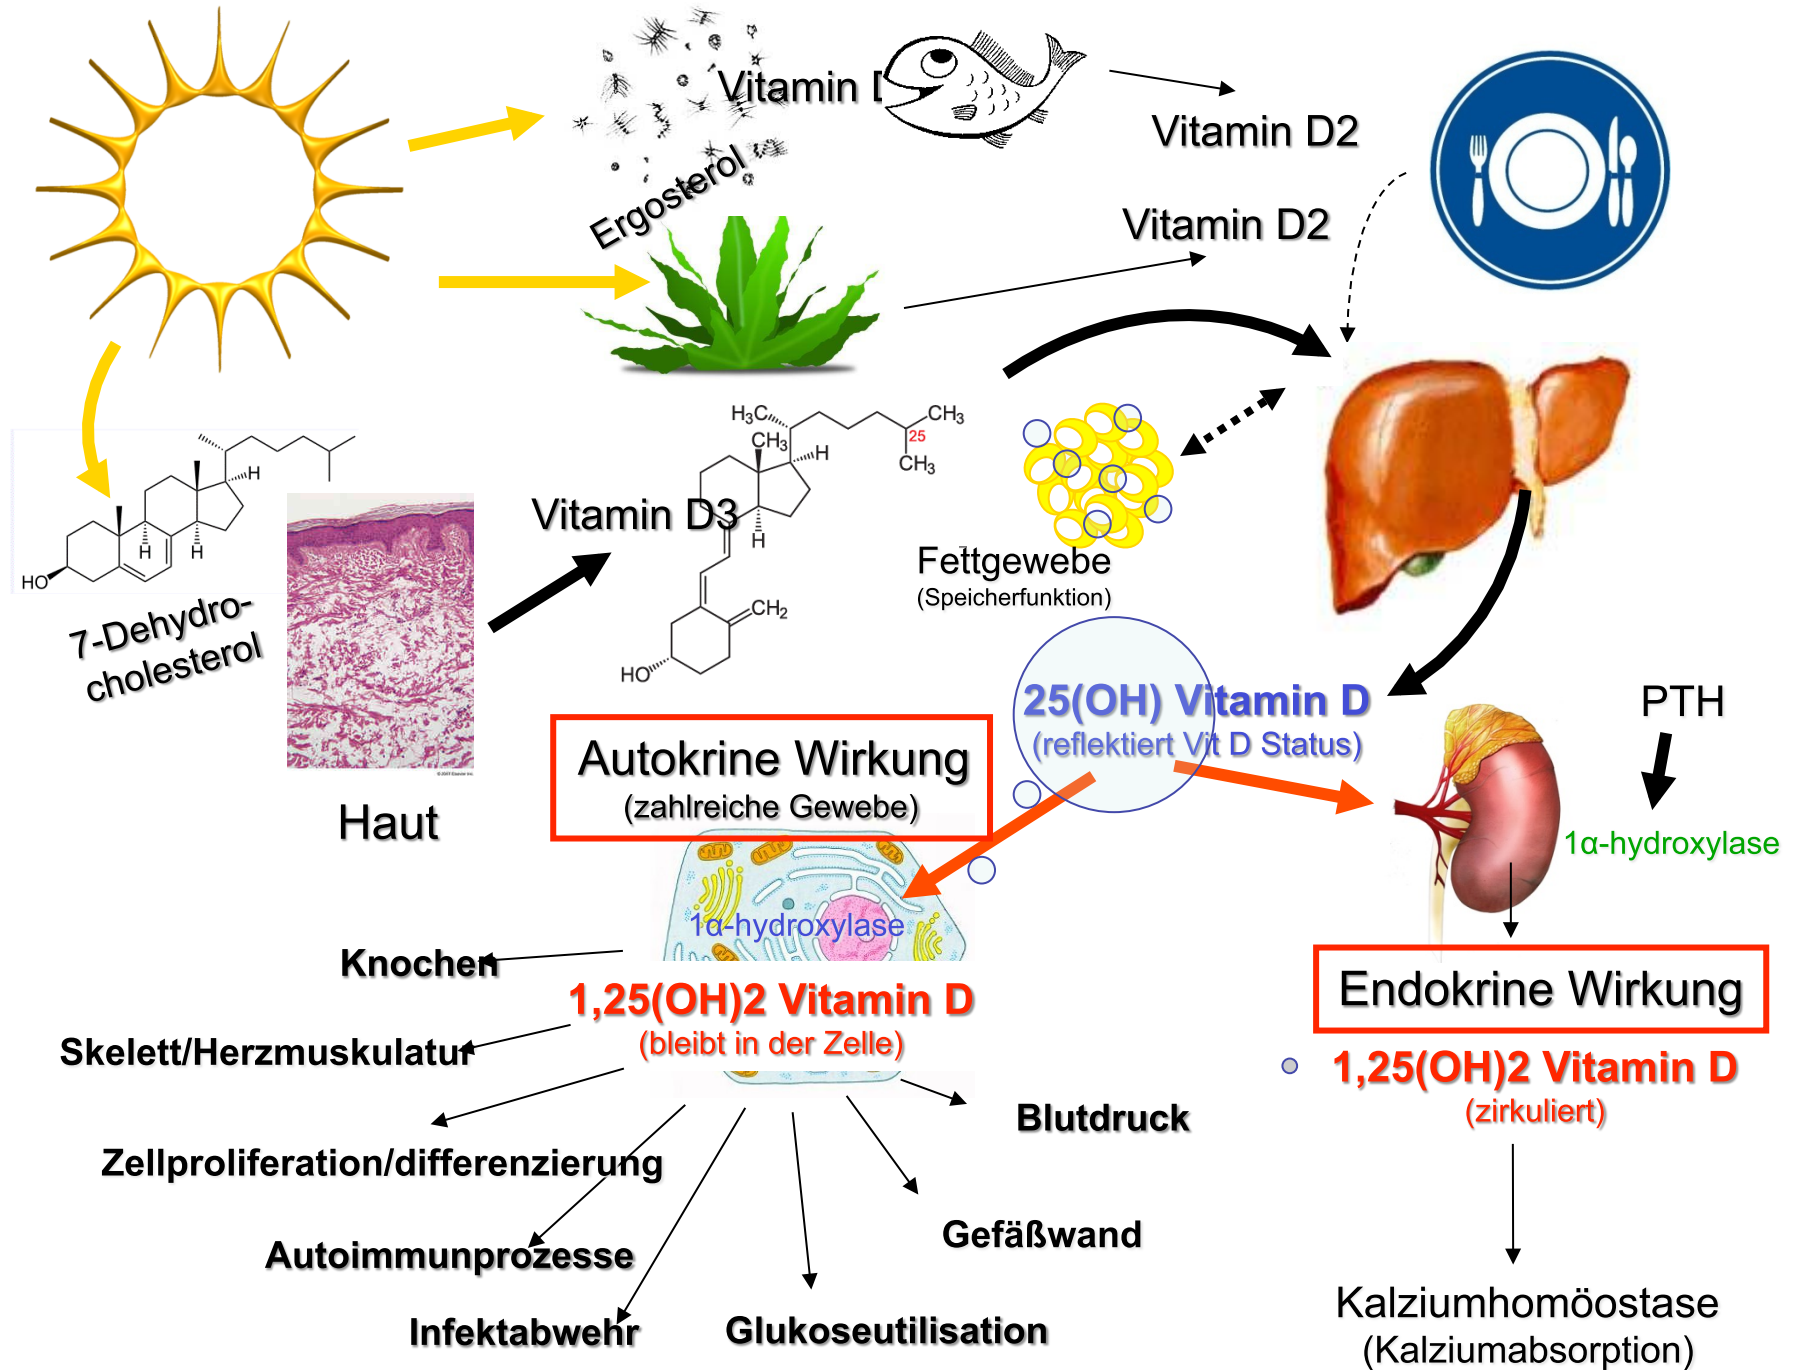 Vitamin
Vitamin D2
Ergosterol
Vitamin D2
H₃C
CH₃
25
CH₃
H
CH₃
H
H
H
H
HO
Vitamin D3
H
CH₂
HO
7-Dehydro-
cholesterol
Fettgewebe
(Speicherfunktion)
Haut
25(OH) Vitamin D
(reflektiert Vit D Status)
PTH
Autokrine Wirkung
(zahlreiche Gewebe)
1α-hydroxylase
1α-hydroxylase
Knochen
1,25(OH)2 Vitamin D
(bleibt in der Zelle)
Endokrine Wirkung
1,25(OH)2 Vitamin D
(zirkuliert)
Skelett/Herzmuskulatur
Blutdruck
Zellproliferation/differenzierung
Gefäßwand
Autoimmunprozesse
Infektabwehr
Glukoseutilisation
Kalziumhomöostase
(Kalziumabsorption)